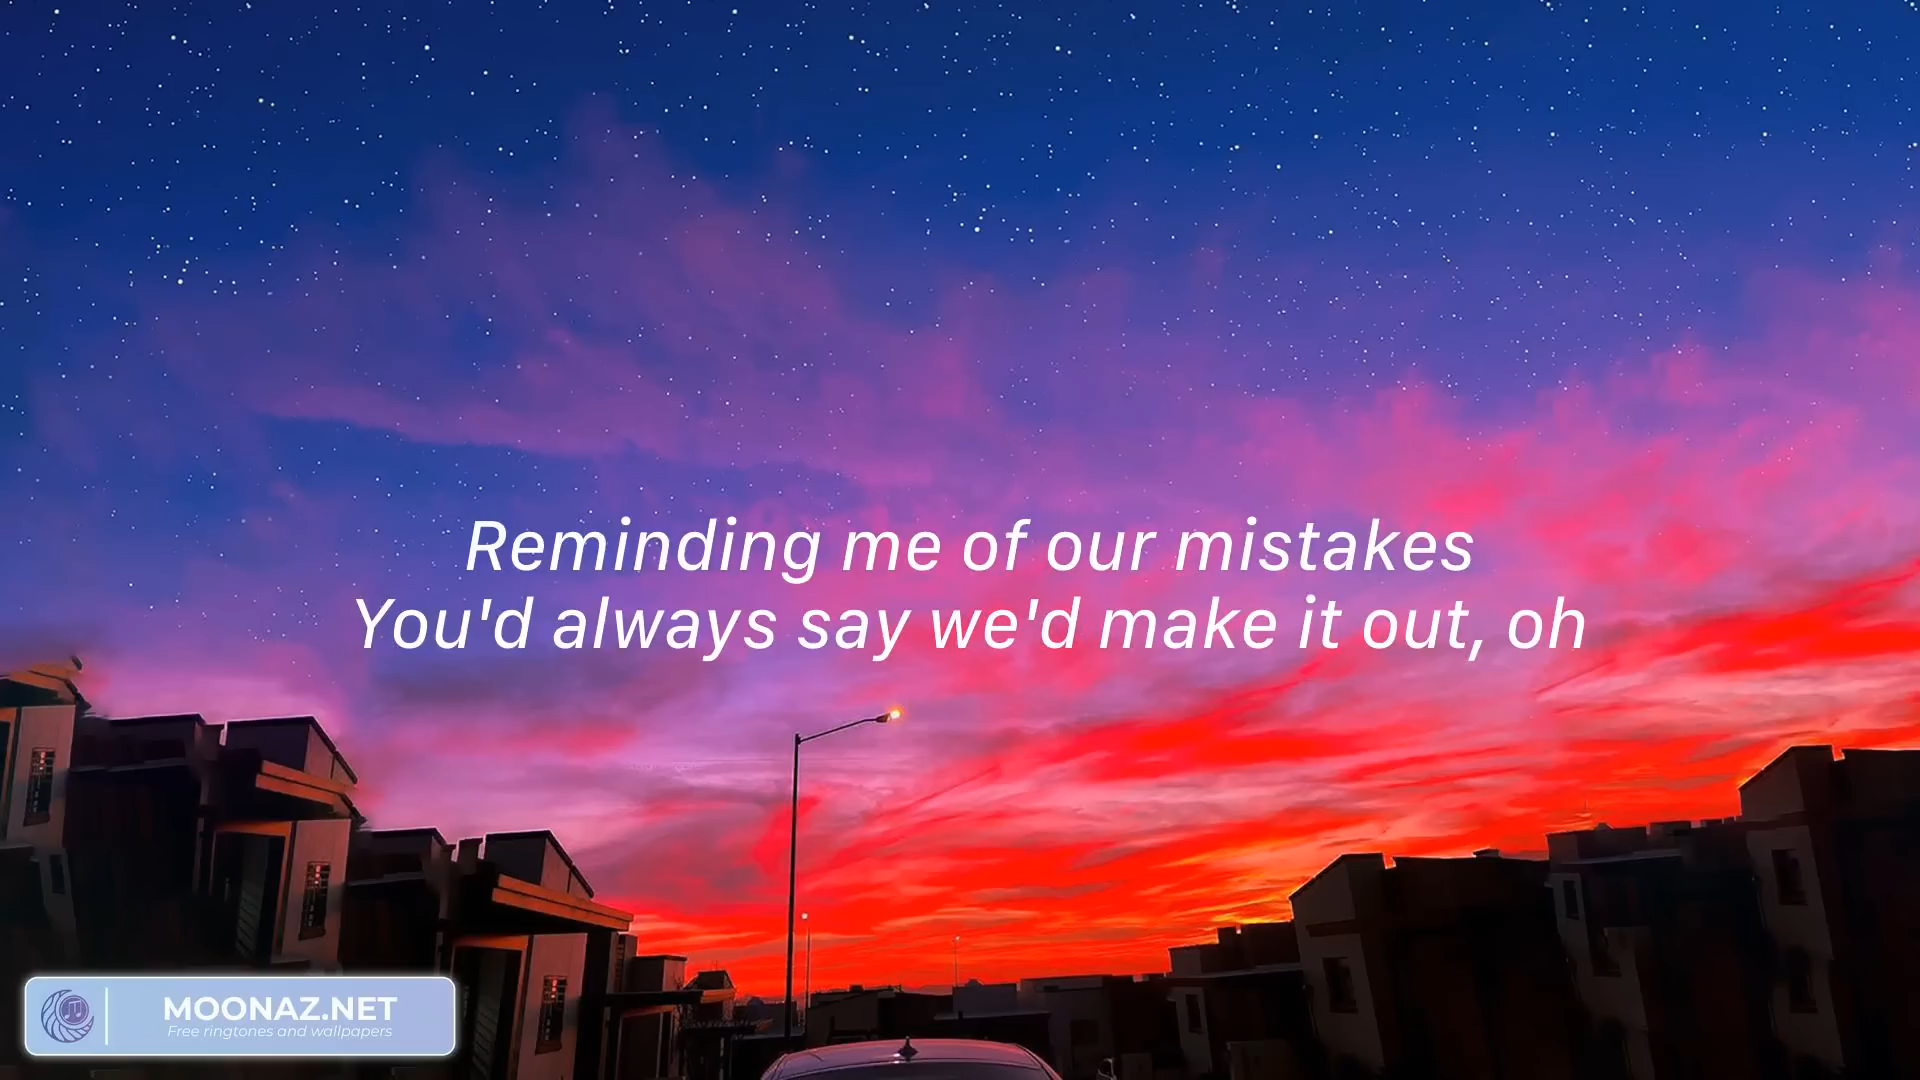 Reminding me of our mistakes
You'd always say we'd make it out, oh
MOONAZ.NET
Free ringtones and wallpapers